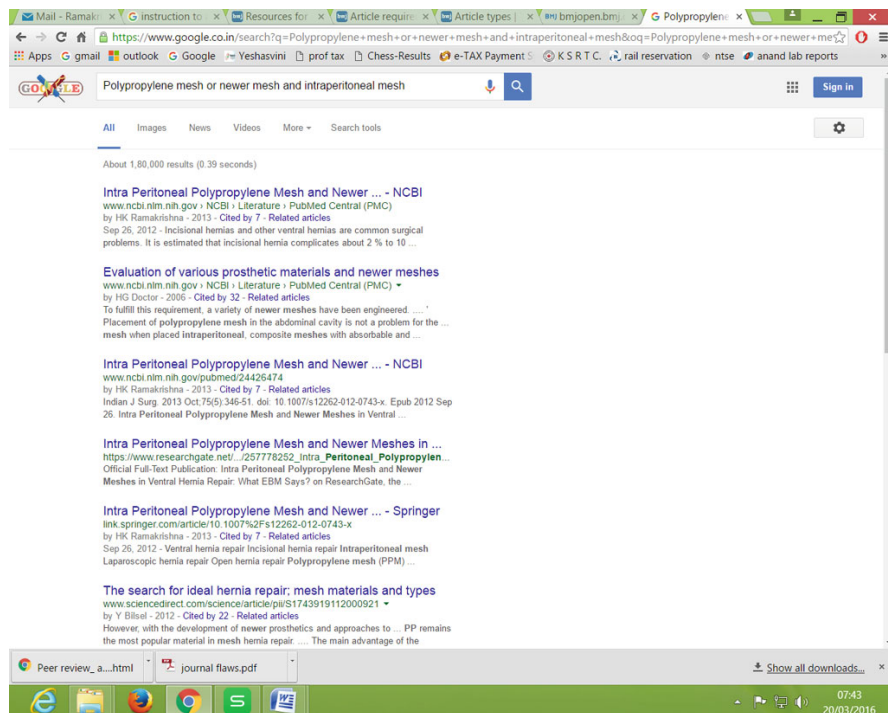 Mail - Ramakri G instruction to Resources for Article require Article types | bmjopen.bmj. Polypropylene
https://www.google.co.in/search?q=Polypropylene+mesh+or+newer+mesh+and+intraperitoneal+mesh&oq=Polypropylene+mesh+or+newer+me
Apps G gmail outlook G Google Yeshasvini prof tax Chess-Results e-TAX Payment S K S R T C. rail reservation ntse anand lab reports »
GOOGLE Polypropylene mesh or newer mesh and intraperitoneal mesh Sign in
All Images News Videos More Search tools
About 1,80,000 results (0.39 seconds)
Intra Peritoneal Polypropylene Mesh and Newer ... - NCBI
www.ncbi.nlm.nih.gov › NCBI › Literature › PubMed Central (PMC)
by HK Ramakrishna - 2013 - Cited by 7 - Related articles
Sep 26, 2012 - Incisional hernias and other ventral hernias are common surgical
problems. It is estimated that incisional hernia complicates about 2 % to 10 ...
Evaluation of various prosthetic materials and newer meshes
www.ncbi.nlm.nih.gov › NCBI › Literature › PubMed Central (PMC)
by HG Doctor - 2006 - Cited by 32 - Related articles
To fulfill this requirement, a variety of newer meshes have been engineered. .... '
Placement of polypropylene mesh in the abdominal cavity is not a problem for the ...
mesh when placed intraperitoneal, composite meshes with absorbable and ...
Intra Peritoneal Polypropylene Mesh and Newer ... - NCBI
www.ncbi.nlm.nih.gov/pubmed/24426474
by HK Ramakrishna - 2013 - Cited by 7 - Related articles
Indian J Surg. 2013 Oct;75(5):346-51. doi: 10.1007/s12262-012-0743-x. Epub 2012 Sep
26. Intra Peritoneal Polypropylene Mesh and Newer Meshes in Ventral ...
Intra Peritoneal Polypropylene Mesh and Newer Meshes in ...
https://www.researchgate.net/.../257778252_Intra_Peritoneal_Polypropylen...
Official Full-Text Publication: Intra Peritoneal Polypropylene Mesh and Newer
Meshes in Ventral Hernia Repair: What EBM Says? on ResearchGate, the ...
Intra Peritoneal Polypropylene Mesh and Newer ... - Springer
link.springer.com/article/10.1007%2Fs12262-012-0743-x
by HK Ramakrishna - 2013 - Cited by 7 - Related articles
Sep 26, 2012 - Ventral hernia repair Incisional hernia repair Intraperitoneal mesh
Laparoscopic hernia repair Open hernia repair Polypropylene mesh (PPM) ...
The search for ideal hernia repair; mesh materials and types
www.sciencedirect.com/science/article/pii/S1743919112000921
by Y Bilsel - 2012 - Cited by 22 - Related articles
However, with the development of newer prosthetics and approaches to ... PP remains
the most popular material in mesh hernia repair. .... The main advantage of the
Peer review_ a....html journal flaws.pdf Show all downloads...
07:43
20/03/2016